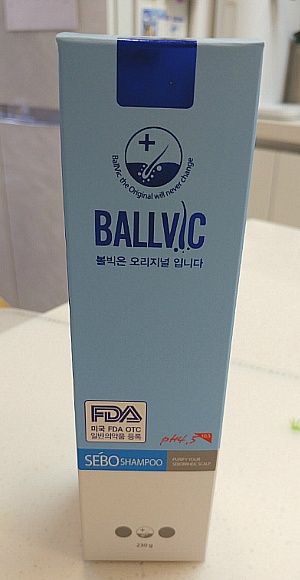 BallVic the Original will never change
BALLVIC
볼빅은 오리지널 입니다
FDA
미국 FDA OTC
일반의약품 등록
pH4.5
SÉBO SHAMPOO
PURIFY YOUR
SEBORRHEIC SCALP
230 g